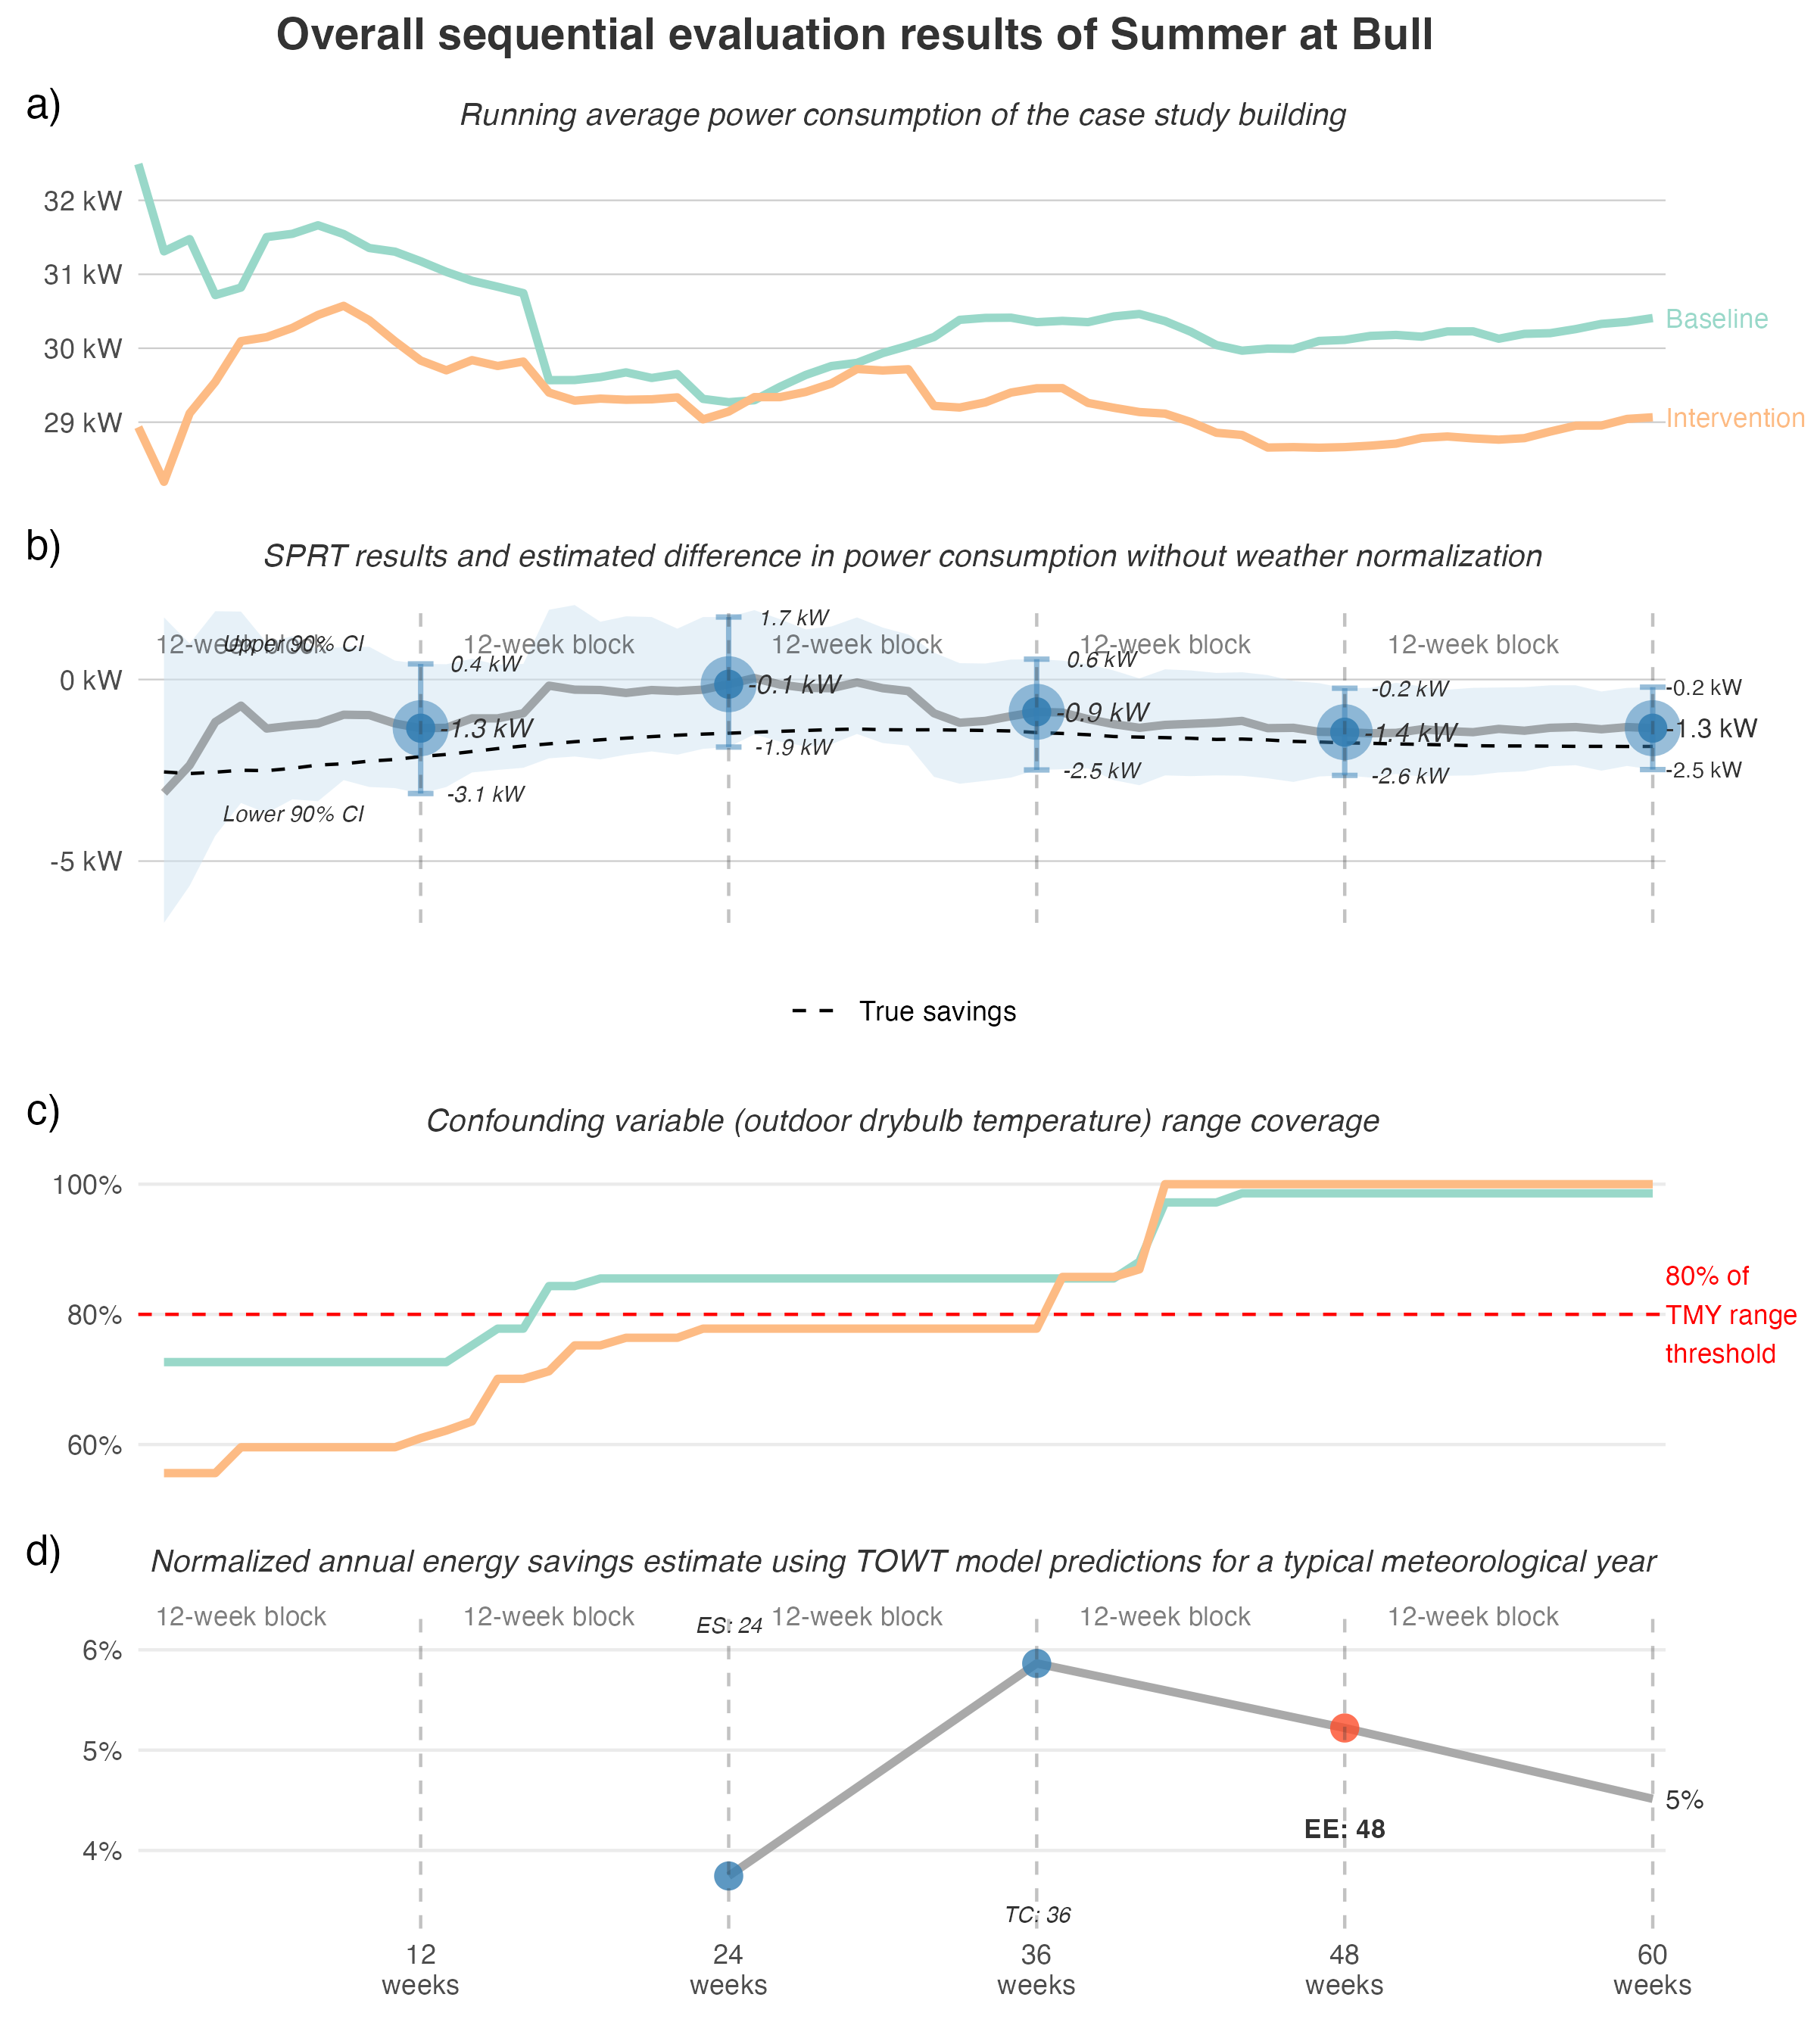 Overall sequential evaluation results of Summer at Bull
a)
Running average power consumption of the case study building
32 kW
31 kW
30 kW
29 kW
Baseline
Intervention
b)
SPRT results and estimated difference in power consumption without weather normalization
12-week block
12-week block
12-week block
12-week block
12-week block
Upper 90% CI
Lower 90% CI
0 kW
-5 kW
0.4 kW
-1.3 kW
-3.1 kW
1.7 kW
-0.1 kW
-1.9 kW
0.6 kW
-0.9 kW
-2.5 kW
-0.2 kW
-1.4 kW
-2.6 kW
-0.2 kW
-1.3 kW
-2.5 kW
True savings
c)
Confounding variable (outdoor drybulb temperature) range coverage
100%
80%
60%
80% of
TMY range
threshold
d)
Normalized annual energy savings estimate using TOWT model predictions for a typical meteorological year
12-week block
12-week block
12-week block
12-week block
12-week block
ES: 24
6%
5%
4%
5%
EE: 48
TC: 36
12
weeks
24
weeks
36
weeks
48
weeks
60
weeks